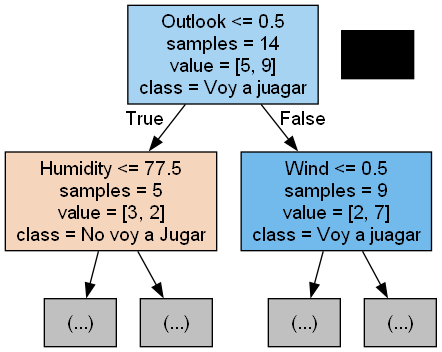 Outlook <= 0.5
samples = 14
value = [5, 9]
class = Voy a juagar
True
False
Humidity <= 77.5
samples = 5
value = [3, 2]
class = No voy a Jugar
Wind <= 0.5
samples = 9
value = [2, 7]
class = Voy a juagar
(...)
(...)
(...)
(...)